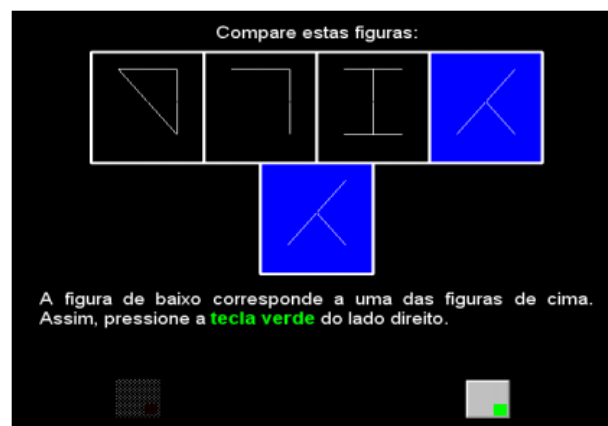 Compare estas figuras:
A figura de baixo corresponde a uma das figuras de cima.
Assim, pressione a tecla verde do lado direito.